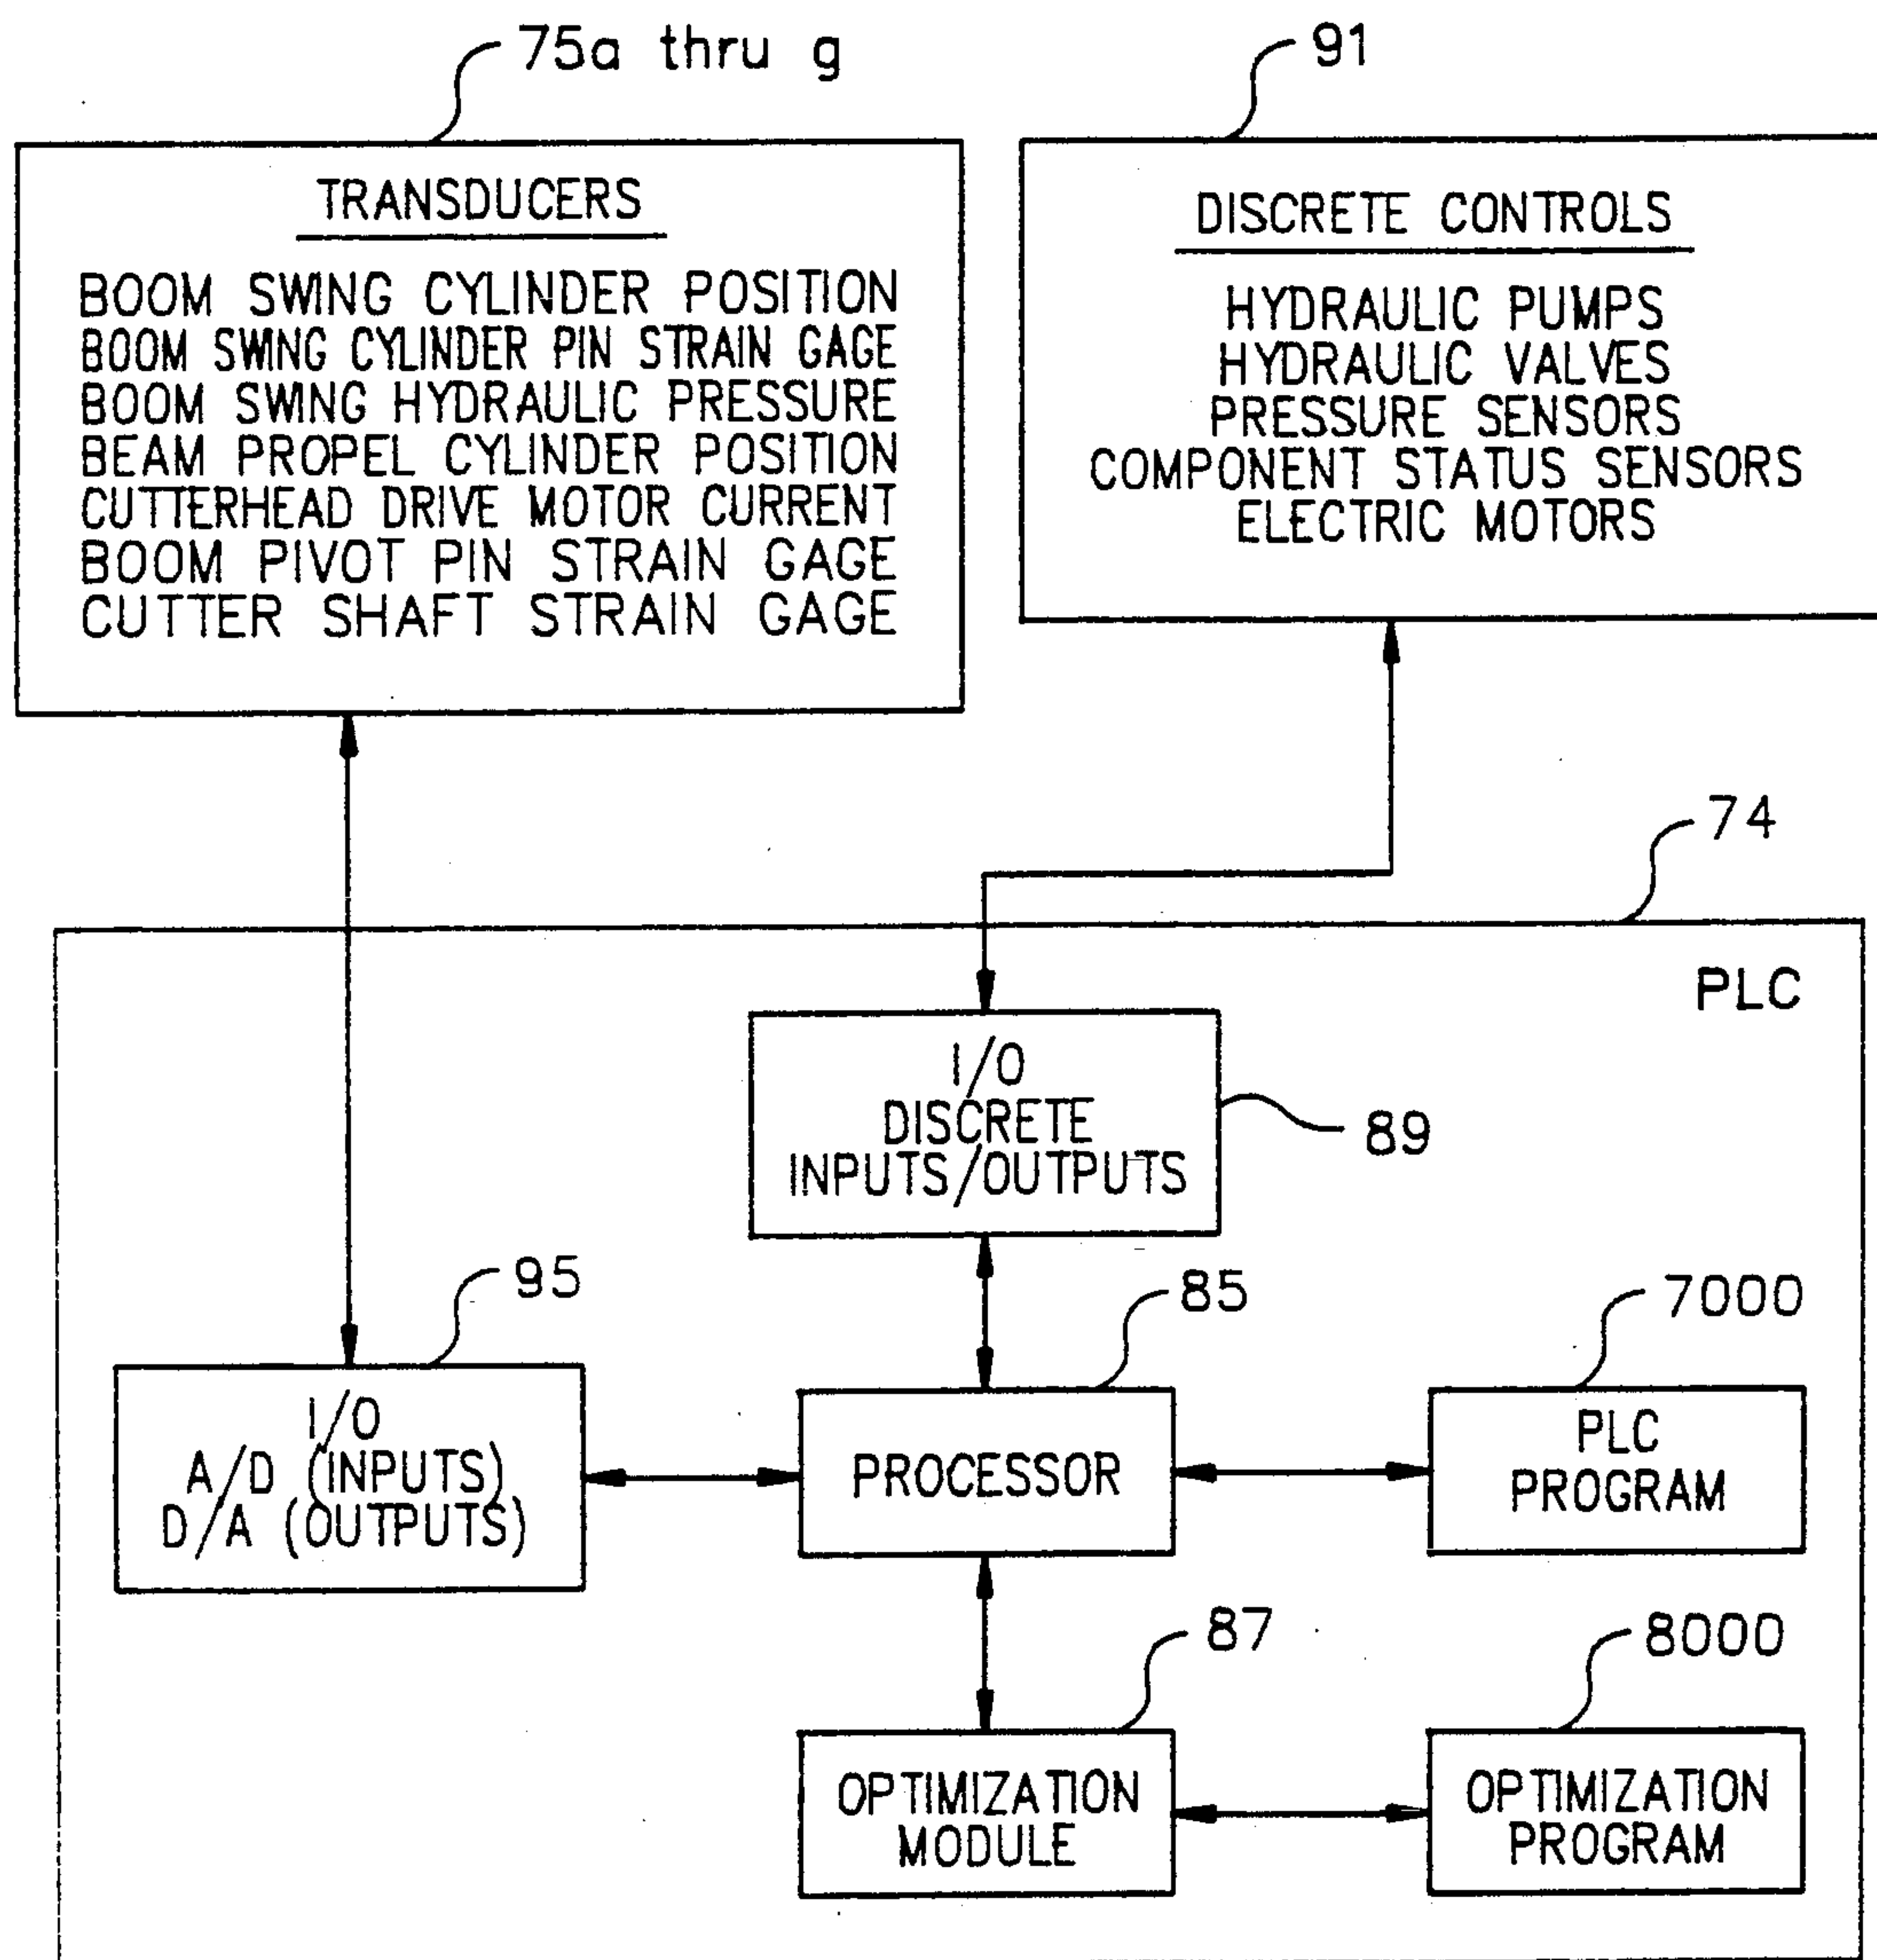 75a thru g
TRANSDUCERS
BOOM SWING CYLINDER POSITION
BOOM SWING CYLINDER PIN STRAIN GAGE
BOOM SWING HYDRAULIC PRESSURE
BEAM PROPEL CYLINDER POSITION
CUTTERHEAD DRIVE MOTOR CURRENT
BOOM PIVOT PIN STRAIN GAGE
CUTTER SHAFT STRAIN GAGE
91
DISCRETE CONTROLS
HYDRAULIC PUMPS
HYDRAULIC VALVES
PRESSURE SENSORS
COMPONENT STATUS SENSORS
ELECTRIC MOTORS
74
PLC
I/O
DISCRETE
INPUTS/OUTPUTS
89
95
I/O
A/D (INPUTS)
D/A (OUTPUTS)
85
PROCESSOR
7000
PLC
PROGRAM
87
OPTIMIZATION
MODULE
8000
OPTIMIZATION
PROGRAM